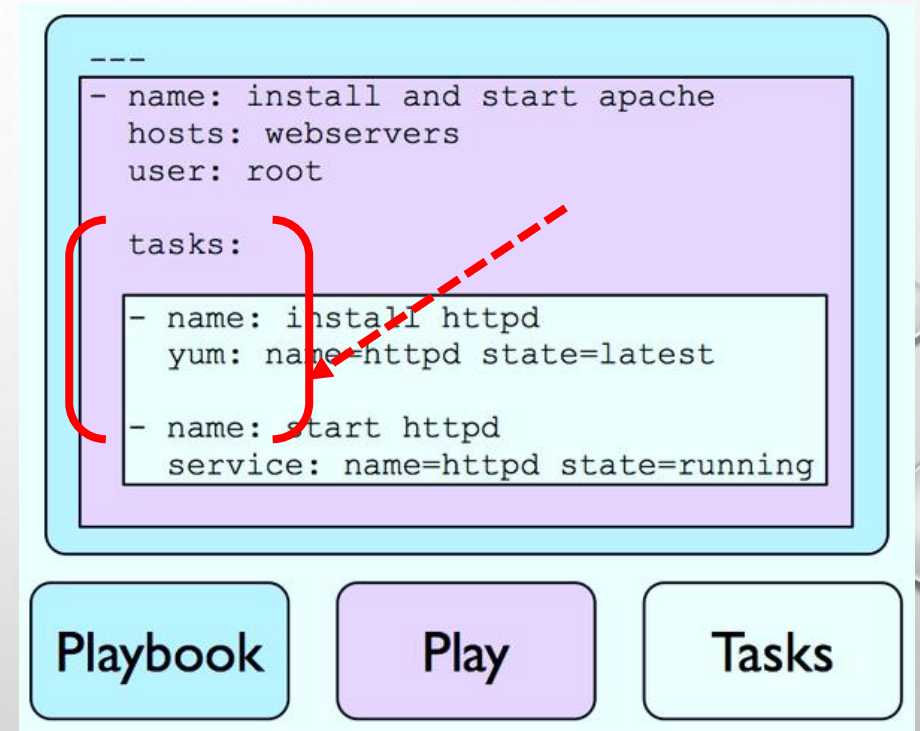 ---
- name: install and start apache
  hosts: webservers
  user: root
  tasks:
  - name: install httpd
    yum: name=httpd state=latest
  - name: start httpd
    service: name=httpd state=running
Playbook
Play
Tasks